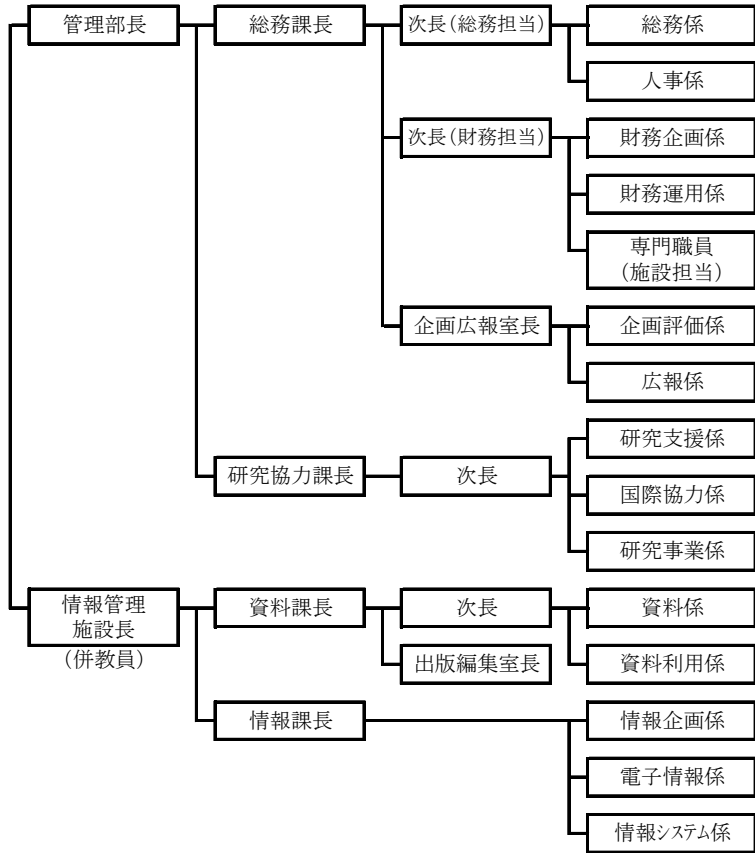 管理部長
総務課長
次長(総務担当)
総務係
人事係
次長(財務担当)
財務企画係
財務運用係
専門職員
(施設担当)
企画広報室長
企画評価係
広報係
研究協力課長
次長
研究支援係
国際協力係
研究事業係
情報管理
施設長
(併教員)
資料課長
次長
資料係
出版編集室長
資料利用係
情報課長
情報企画係
電子情報係
情報システム係